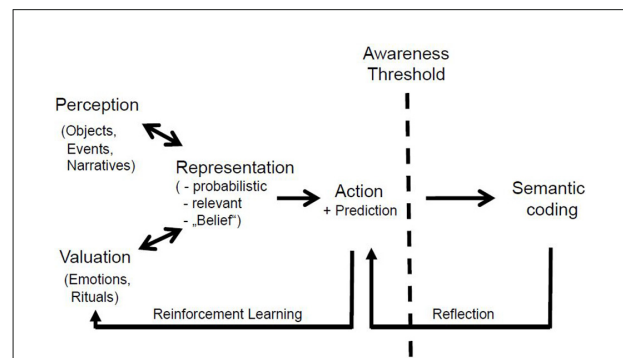 Awareness
Threshold
Perception
(Objects,
Events,
Narratives)
Representation
( - probabilistic
- relevant
- „Belief“)
Action
+ Prediction
Semantic
coding
Valuation
(Emotions,
Rituals)
Reinforcement Learning
Reflection